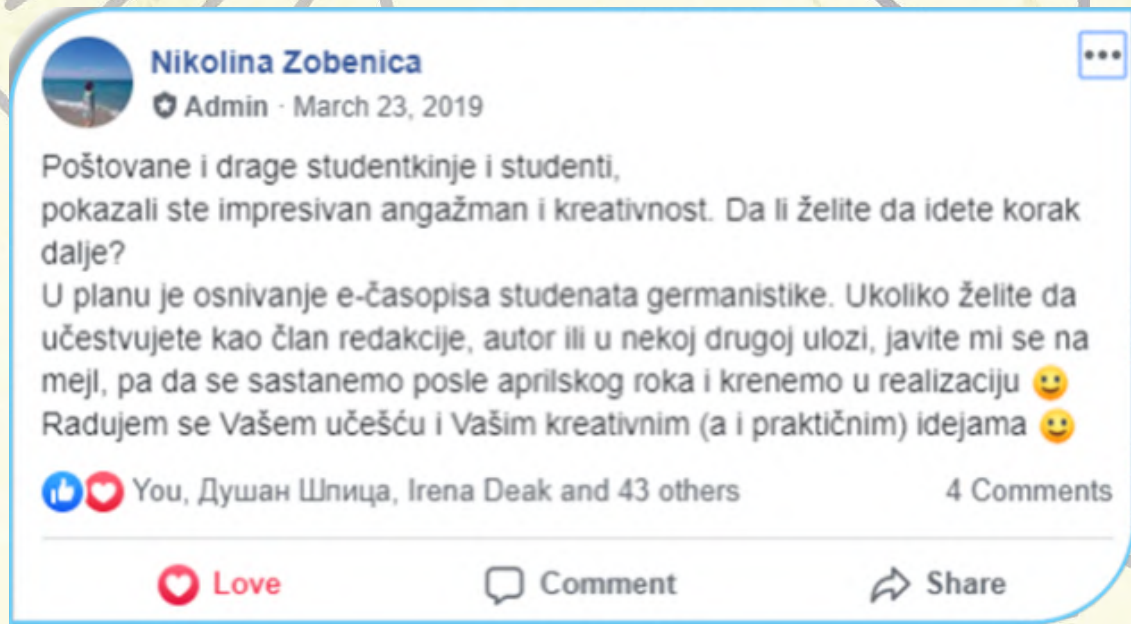 Nikolina Zobenica
Admin · March 23, 2019
Poštovane i drage studentkinje i studenti,
pokazali ste impresivan angažman i kreativnost. Da li želite da idete korak
dalje?
U planu je osnivanje e-časopisa studenata germanistike. Ukoliko želite da
učestvujete kao član redakcije, autor ili u nekoj drugoj ulozi, javite mi se na
mejl, pa da se sastanemo posle aprilskog roka i krenemo u realizaciju 🙂
Radujem se Vašem učešću i Vašim kreativnim (a i praktičnim) idejama 🙂
You, Душан Шпица, Irena Deak and 43 others 4 Comments
Love Comment Share